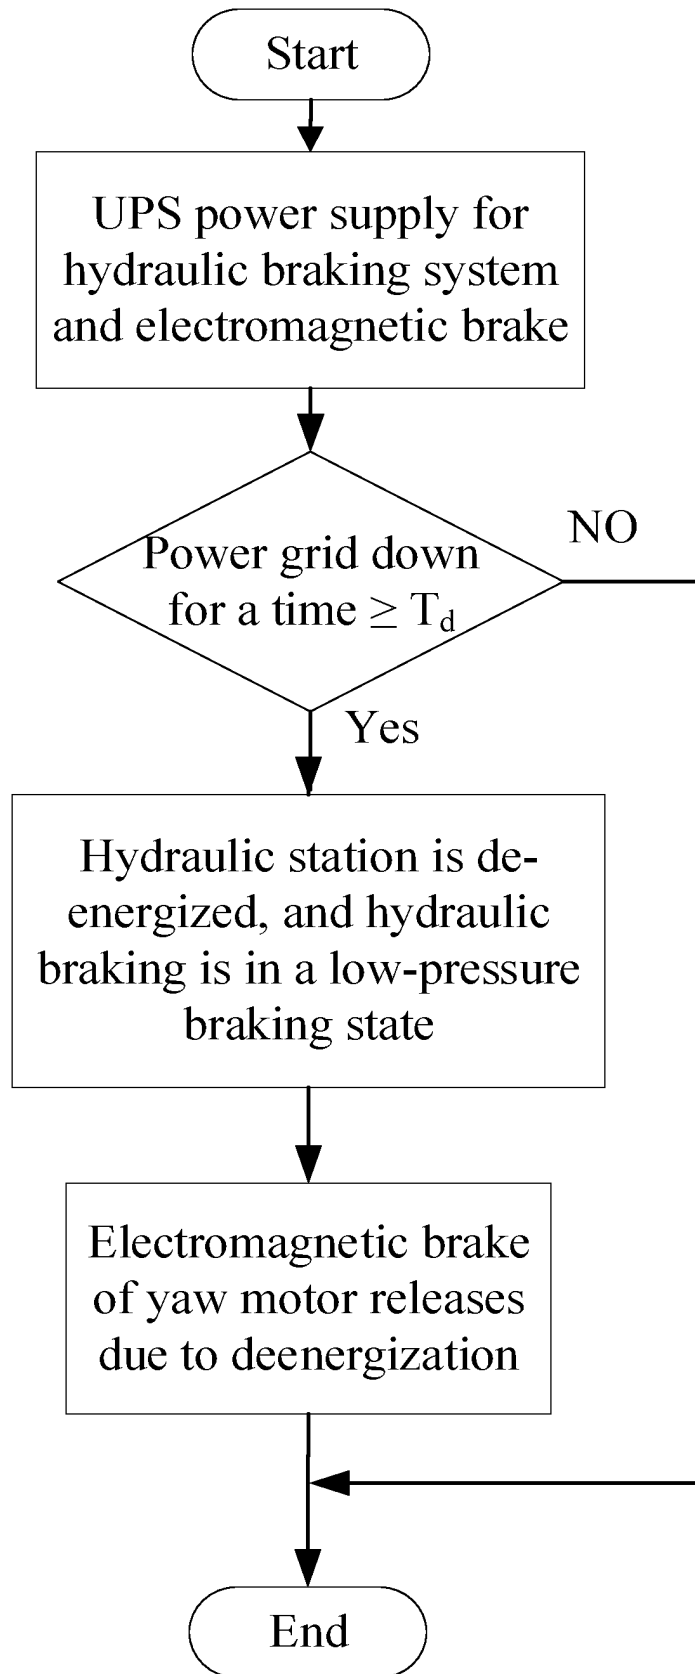 Start
UPS power supply for
hydraulic braking system
and electromagnetic brake
Power grid down
for a time ≥ Td
NO
Yes
Hydraulic station is de-
energized, and hydraulic
braking is in a low-pressure
braking state
Electromagnetic brake
of yaw motor releases
due to deenergization
End